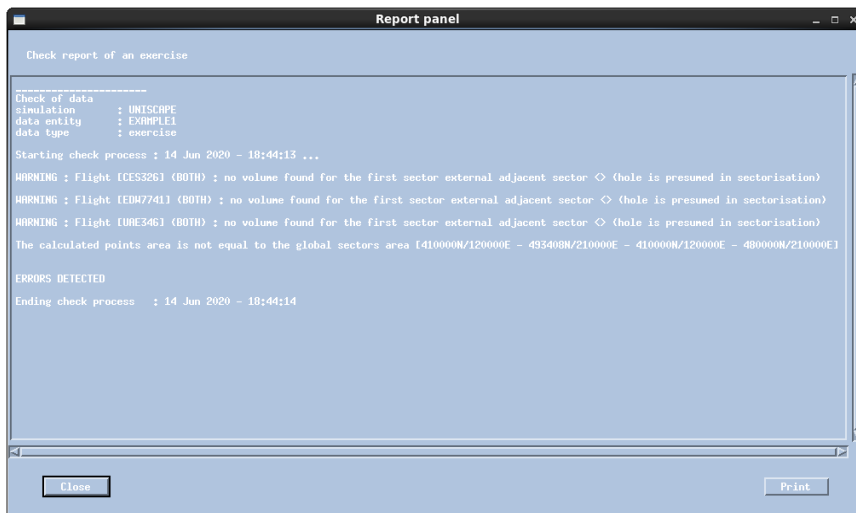 Report panel
Check report of an exercise
----------------------
Check of data
simulation : UNISCAPE
data entity : EXAMPLE1
data type : exercise
Starting check process : 14 Jun 2020 - 18:44:13 ...
WARNING : Flight [CES326] (BOTH) : no volume found for the first sector external adjacent sector <> (hole is presumed in sectorisation)
WARNING : Flight [EDW7741] (BOTH) : no volume found for the first sector external adjacent sector <> (hole is presumed in sectorisation)
WARNING : Flight [UAE346] (BOTH) : no volume found for the first sector external adjacent sector <> (hole is presumed in sectorisation)
The calculated points area is not equal to the global sectors area [410000N/120000E - 493408N/210000E - 410000N/120000E - 480000N/210000E]
ERRORS DETECTED
Ending check process : 14 Jun 2020 - 18:44:14
Close
Print